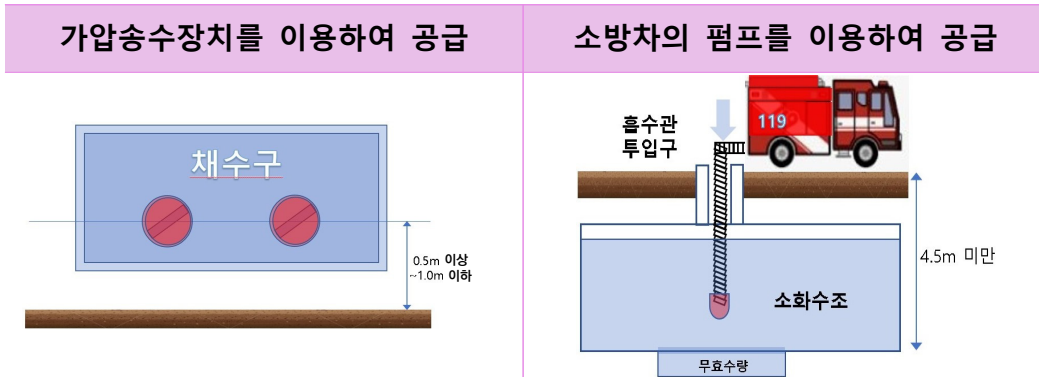 가압송수장치를 이용하여 공급
소방차의 펌프를 이용하여 공급
채수구
0.5m 이상
~1.0m 이하
흡수관
투입구
119
4.5m 미만
소화수조
무효수량